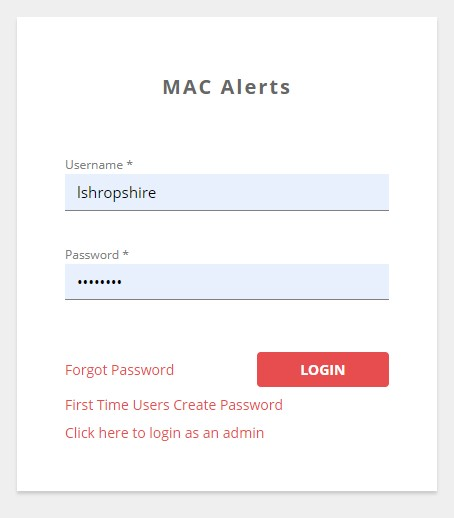 MAC Alerts
Username *
lshropshire
Password *
••••••••
Forgot Password
LOGIN
First Time Users Create Password
Click here to login as an admin